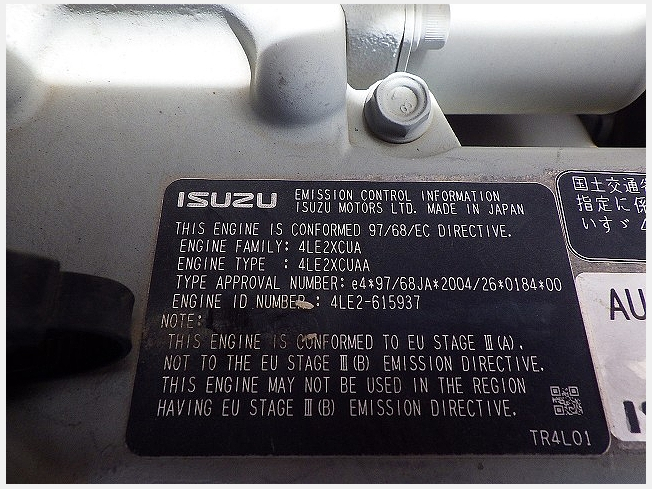 ISUZU EMISSION CONTROL INFORMATION
ISUZU MOTORS LTD. MADE IN JAPAN
THIS ENGINE IS CONFORMED 97/68/EC DIRECTIVE.
ENGINE FAMILY: 4LE2XCUA
ENGINE TYPE : 4LE2XCUAA
TYPE APPROVAL NUMBER: e4*97/68JA*2004/26*0184*00
ENGINE ID NUMBER : 4LE2-615937
NOTE:
THIS ENGINE IS CONFORMED TO EU STAGE Ⅲ(A),
NOT TO THE EU STAGE Ⅲ(B) EMISSION DIRECTIVE.
THIS ENGINE MAY NOT BE USED IN THE REGION
HAVING EU STAGE Ⅲ(B) EMISSION DIRECTIVE.
TR4L01
国土交通省
指定に係
いすゞ
AU